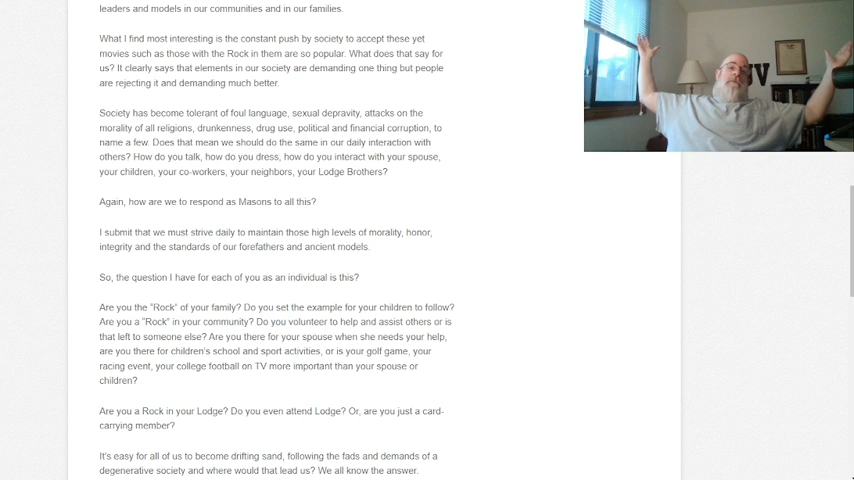 leaders and models in our communities and in our families.
What I find most interesting is the constant push by society to accept these yet
movies such as those with the Rock in them are so popular. What does that say for
us? It clearly says that elements in our society are demanding one thing but people
are rejecting it and demanding much better.
Society has become tolerant of foul language, sexual depravity, attacks on the
morality of all religions, drunkenness, drug use, political and financial corruption, to
name a few. Does that mean we should do the same in our daily interaction with
others? How do you talk, how do you dress, how do you interact with your spouse,
your children, your co-workers, your neighbors, your Lodge Brothers?
Again, how are we to respond as Masons to all this?
I submit that we must strive daily to maintain those high levels of morality, honor,
integrity and the standards of our forefathers and ancient models.
So, the question I have for each of you as an individual is this?
Are you the "Rock" of your family? Do you set the example for your children to follow?
Are you a "Rock" in your community? Do you volunteer to help and assist others or is
that left to someone else? Are you there for your spouse when she needs your help,
are you there for children's school and sport activities, or is your golf game, your
racing event, your college football on TV more important than your spouse or
children?
Are you a Rock in your Lodge? Do you even attend Lodge? Or, are you just a card-
carrying member?
It's easy for all of us to become drifting sand, following the fads and demands of a
degenerative society and where would that lead us? We all know the answer.